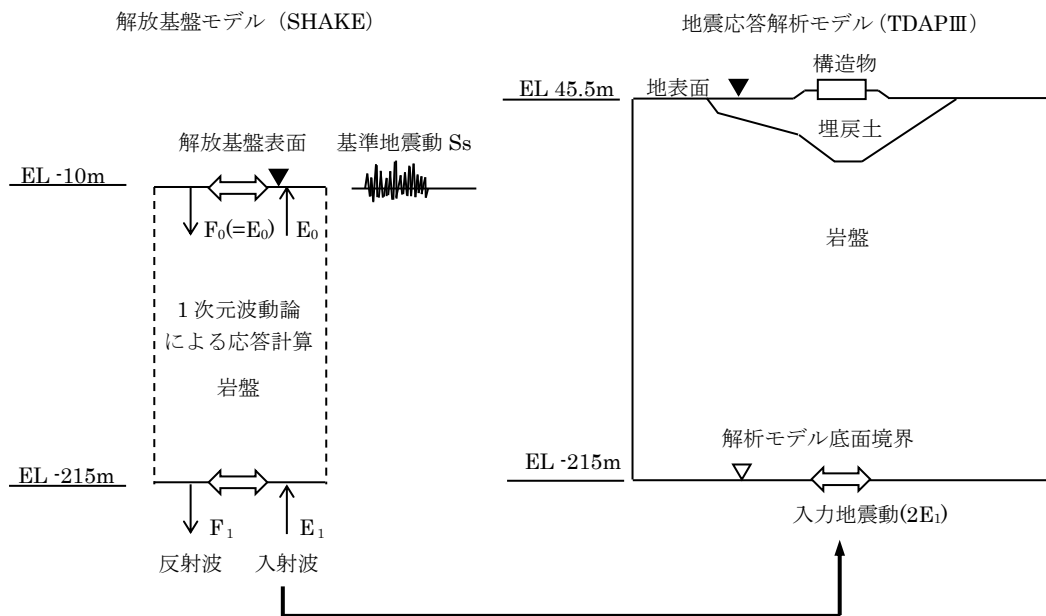 解放基盤モデル(SHAKE)
解放基盤表面
基準地震動 Ss
EL -10m
F₀(=E₀)
E₀
1次元波動論
による応答計算
岩盤
EL -215m
F₁
E₁
反射波
入射波
地震応答解析モデル(TDAPⅢ)
構造物
EL 45.5m
地表面
埋戻土
岩盤
解析モデル底面境界
EL -215m
入力地震動(2E₁)